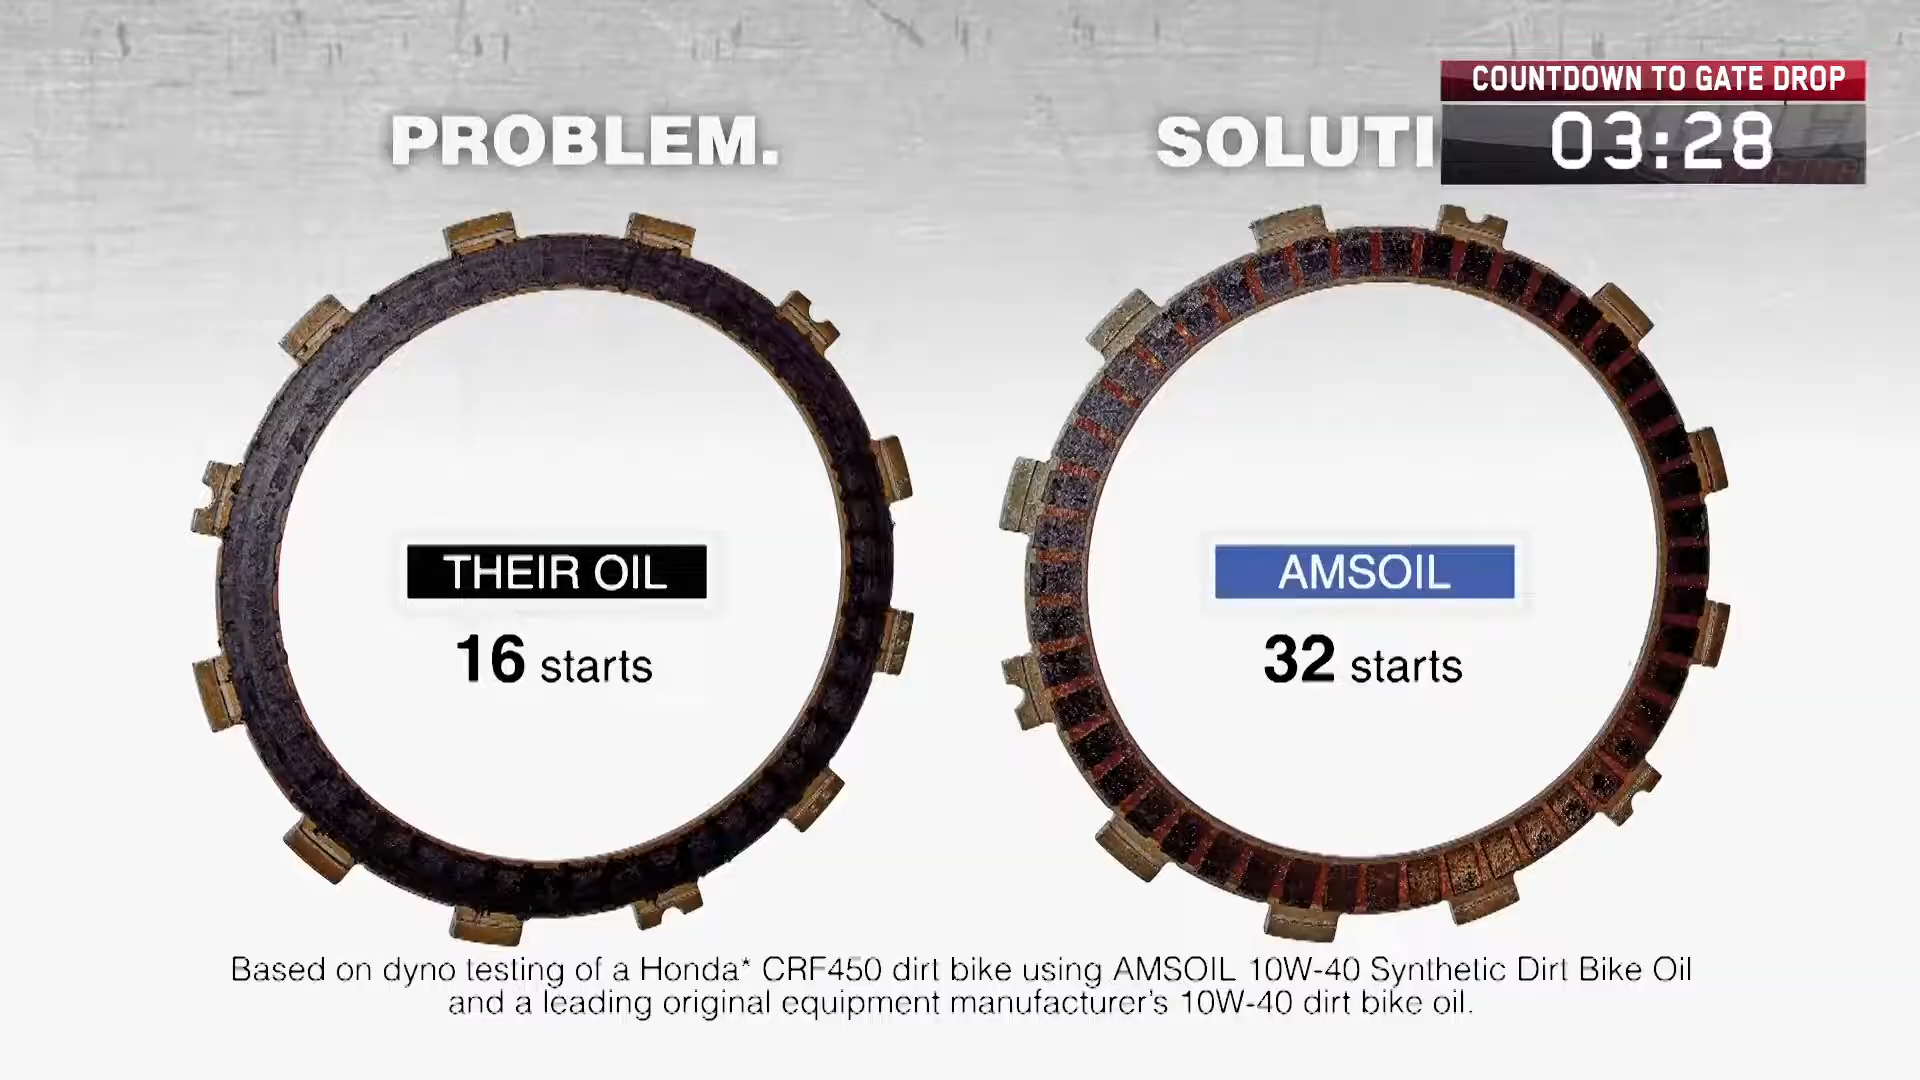 COUNTDOWN TO GATE DROP
03:28
PROBLEM.
SOLUTI
THEIR OIL
16 starts
AMSOIL
32 starts
Based on dyno testing of a Honda* CRF450 dirt bike using AMSOIL 10W-40 Synthetic Dirt Bike Oil
and a leading original equipment manufacturer's 10W-40 dirt bike oil.